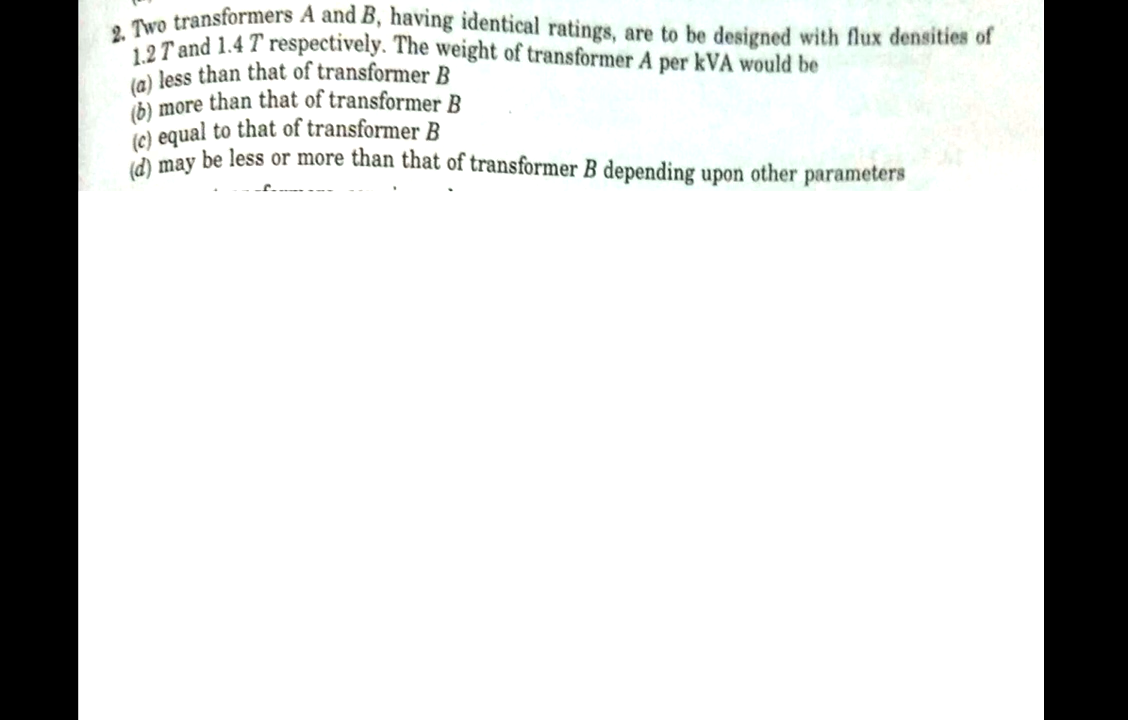 2. Two transformers A and B, having identical ratings, are to be designed with flux densities of
1.2 T and 1.4 T respectively. The weight of transformer A per kVA would be
(a) less than that of transformer B
(b) more than that of transformer B
(c) equal to that of transformer B
(d) may be less or more than that of transformer B depending upon other parameters